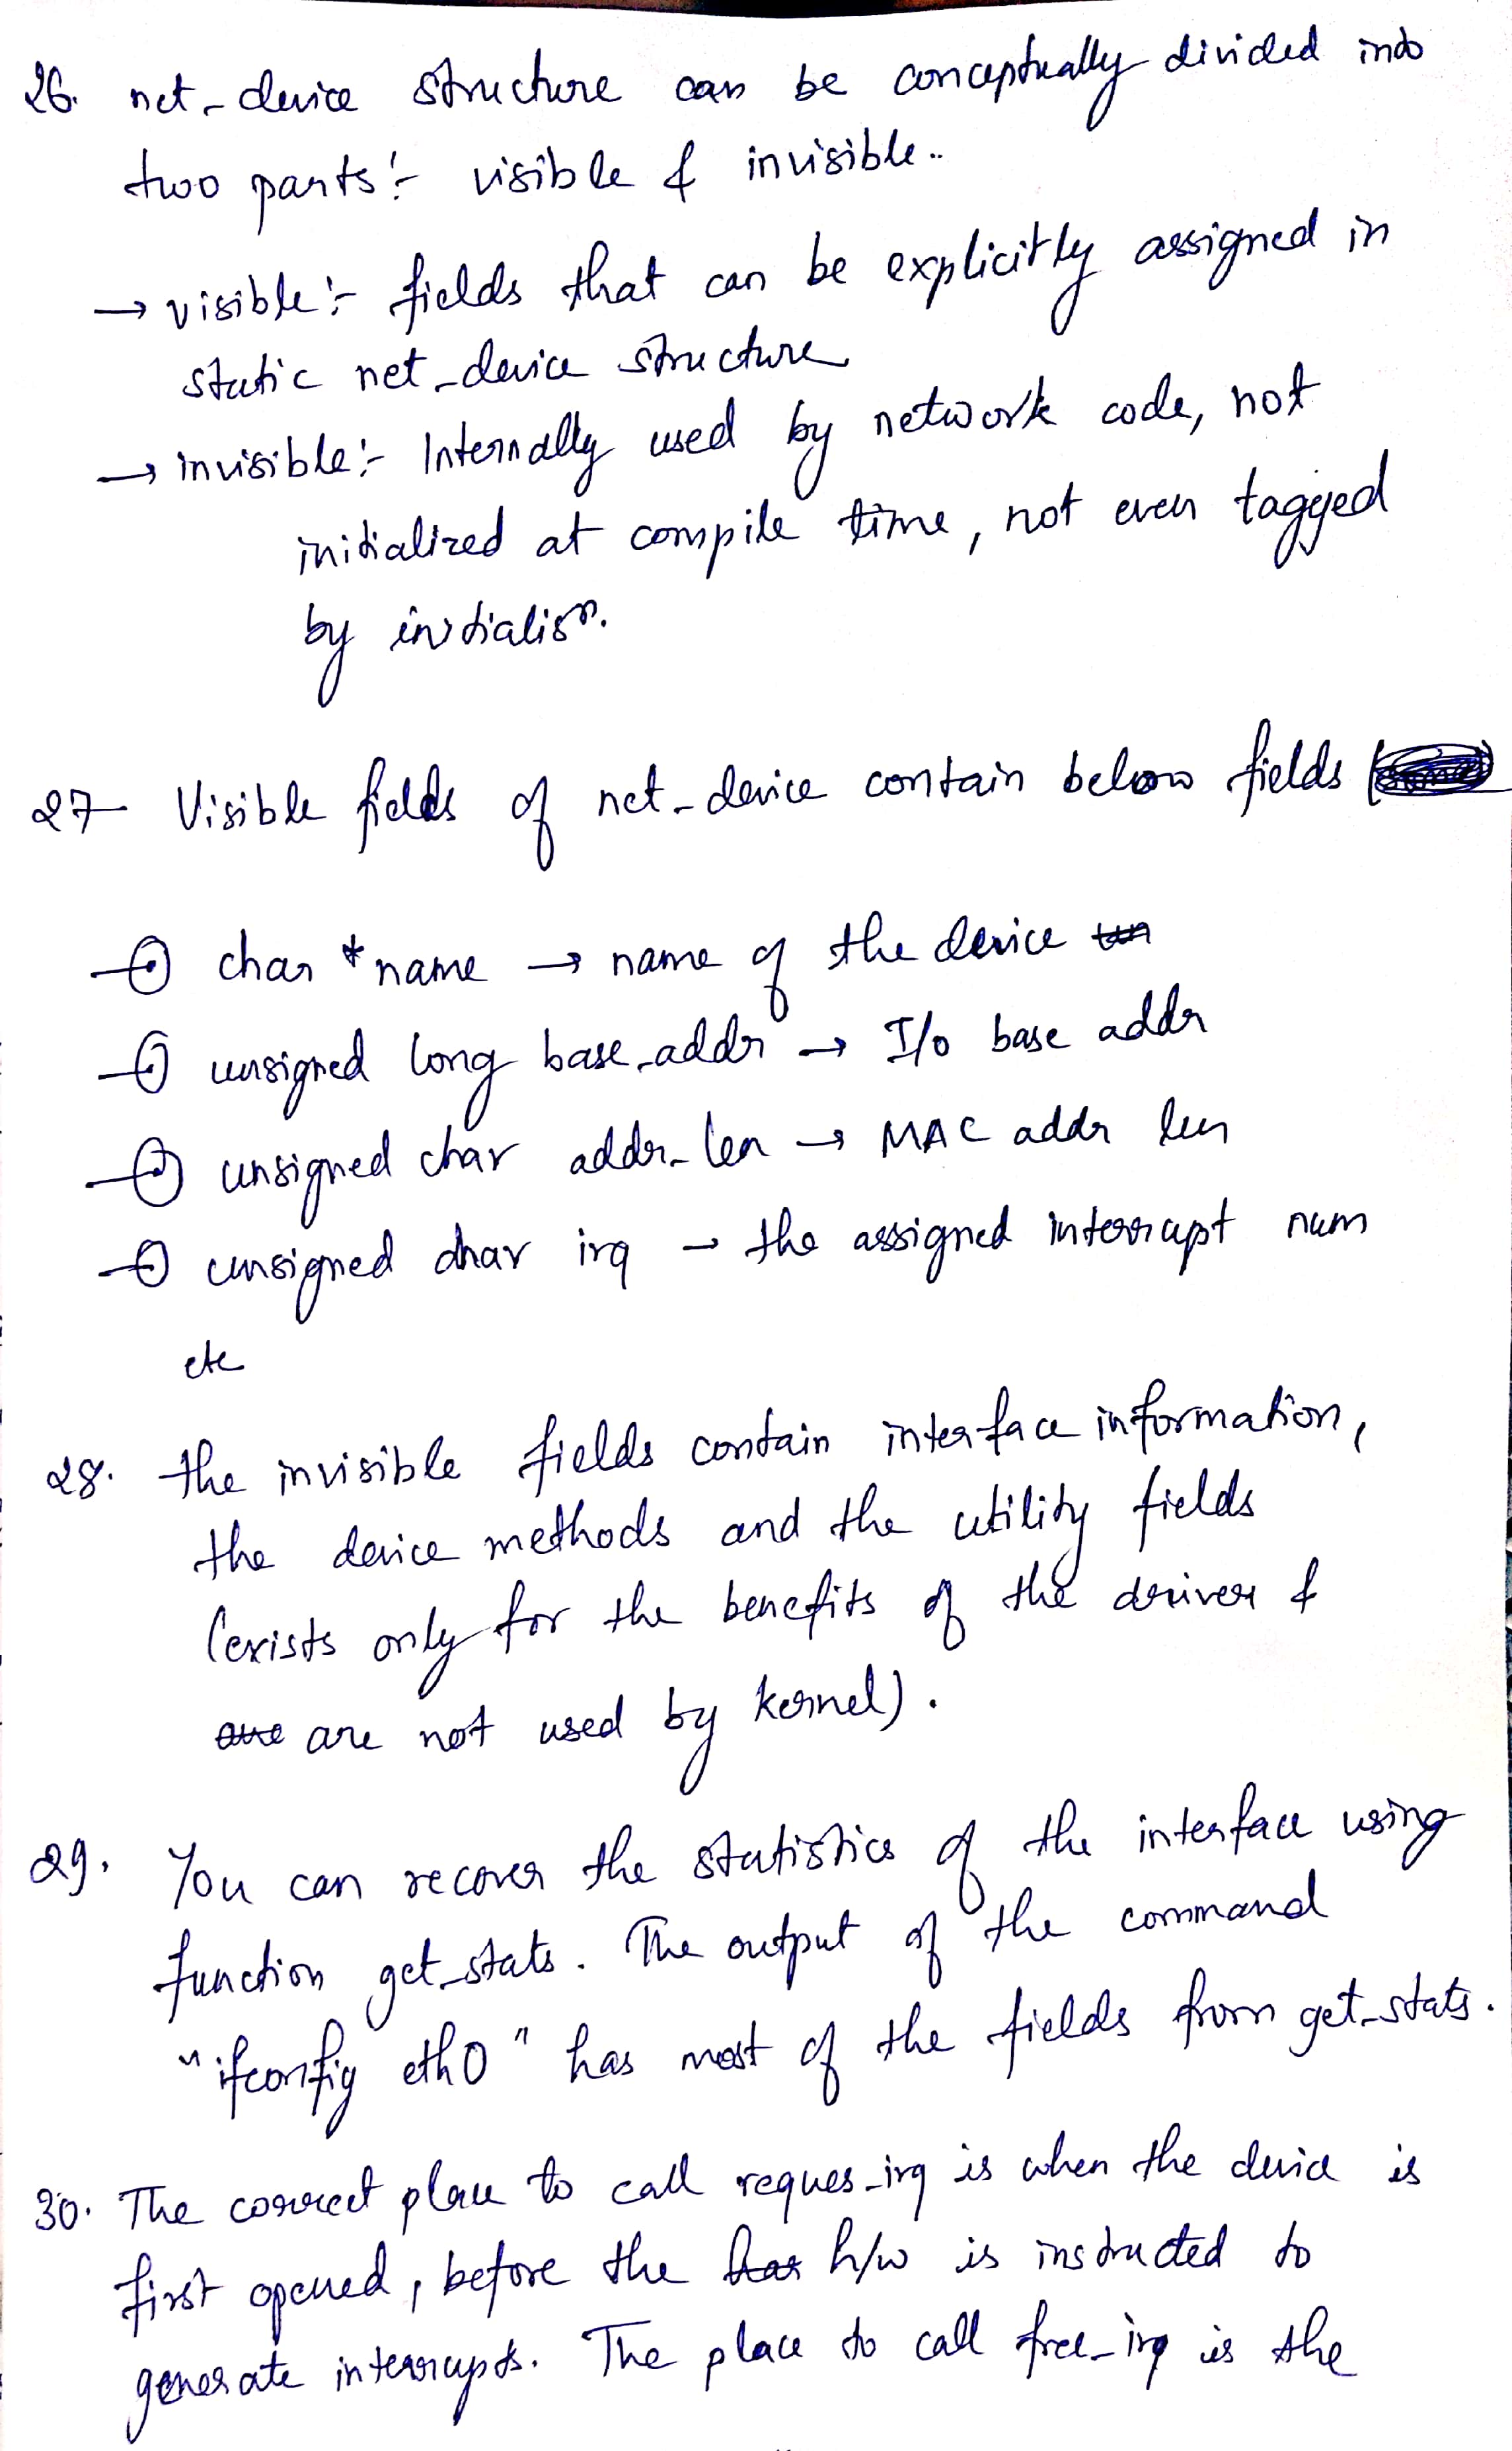 26. net_device structure can be conceptually divided into
two parts:- visible & invisible..
→ visible:- fields that can be explicitly assigned in
static net_device structure
→ invisible:- Internally used by network code, not
initialized at compile time, not even tagged
by initialisn.
27 Visible fields of net_device contain below fields
char *name → name of the device
unsigned long base_addr → I/o base addr
unsigned char addr_len → MAC addr len
unsigned char irq → the assigned interrupt num
etc
28. the invisible fields contain interface information,
the device methods and the utility fields
(exists only for the benefits of the driver &
are not used by kernel).
29. You can recover the statistics of the interface using
function get_stats. The output of the command
"ifconfig eth0" has most of the fields from get_stats.
30. The correct place to call reques_irq is when the device is
first opened, before the h/w is instructed to
generate interrupts. The place to call free_irq is the